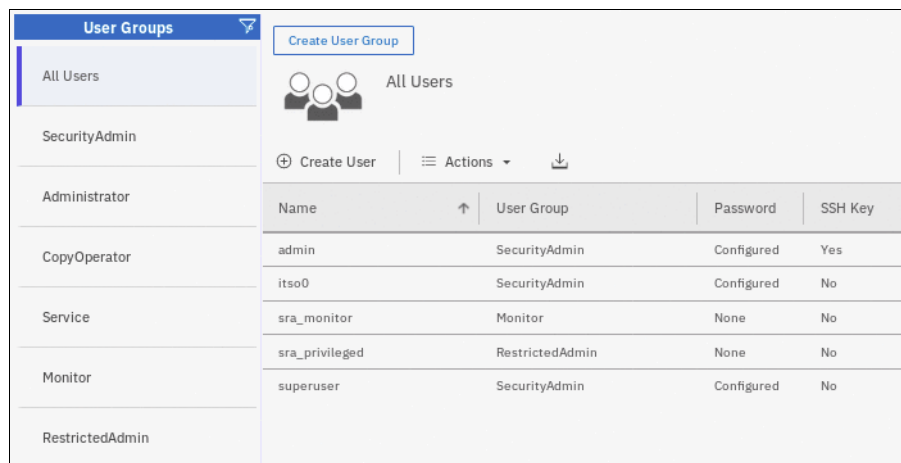 User Groups
All Users
SecurityAdmin
Administrator
CopyOperator
Service
Monitor
RestrictedAdmin
Create User Group
All Users
Create User Actions
Name User Group Password SSH Key
admin SecurityAdmin Configured Yes
itso0 SecurityAdmin Configured No
sra_monitor Monitor None No
sra_privileged RestrictedAdmin None No
superuser SecurityAdmin Configured No